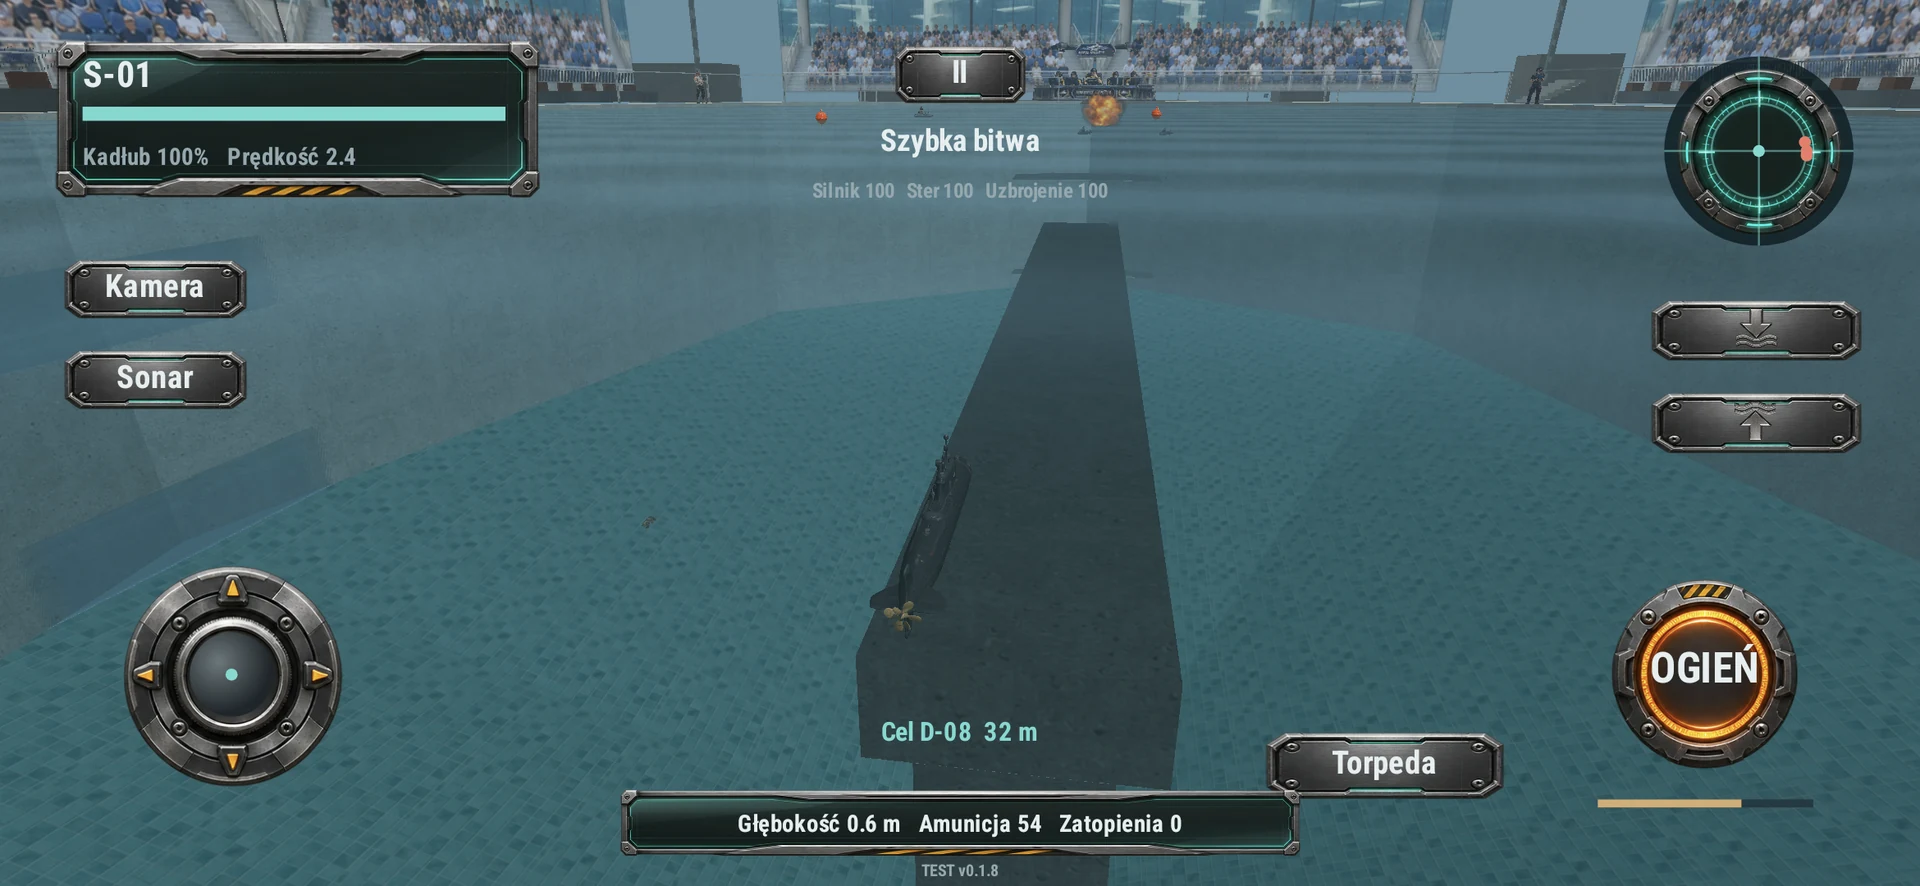 S-01
Kadłub 100% Prędkość 2.4
Szybka bitwa
Silnik 100 Ster 100 Uzbrojenie 100
Kamera
Sonar
OGIEŃ
Cel D-08 32 m
Torpeda
Głębokość 0.6 m Amunicja 54 Zatopienia 0
TEST v0.1.8